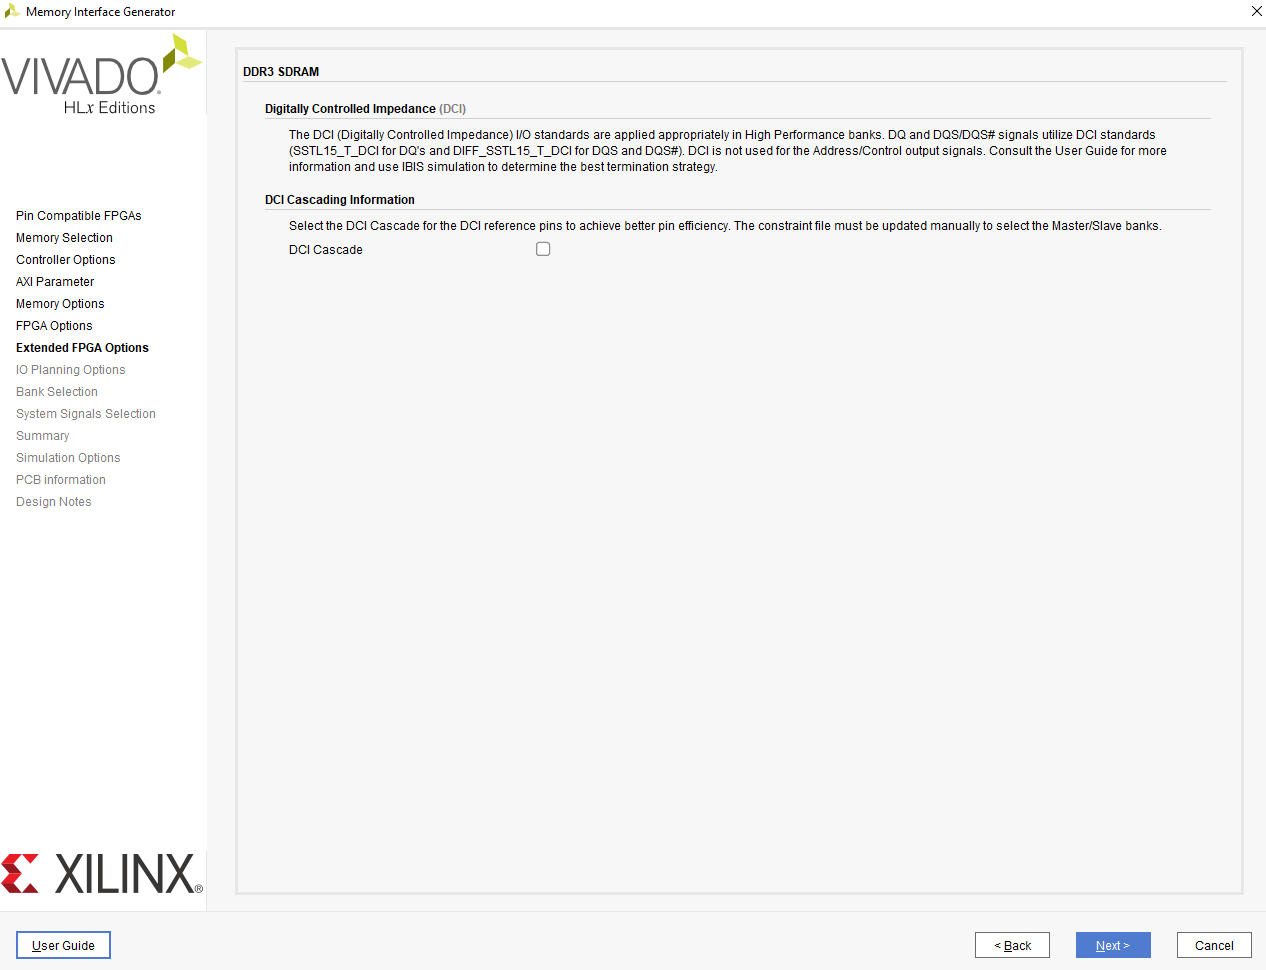 Memory Interface Generator
VIVADO.
HLx Editions
Pin Compatible FPGAs
Memory Selection
Controller Options
AXI Parameter
Memory Options
FPGA Options
Extended FPGA Options
IO Planning Options
Bank Selection
System Signals Selection
Summary
Simulation Options
PCB information
Design Notes
XILINX®
DDR3 SDRAM
Digitally Controlled Impedance (DCI)
The DCI (Digitally Controlled Impedance) I/O standards are applied appropriately in High Performance banks. DQ and DQS/DQS# signals utilize DCI standards
(SSTL15_T_DCI for DQ's and DIFF_SSTL15_T_DCI for DQS and DQS#). DCI is not used for the Address/Control output signals. Consult the User Guide for more
information and use IBIS simulation to determine the best termination strategy.
DCI Cascading Information
Select the DCI Cascade for the DCI reference pins to achieve better pin efficiency. The constraint file must be updated manually to select the Master/Slave banks.
DCI Cascade
User Guide
< Back
Next >
Cancel